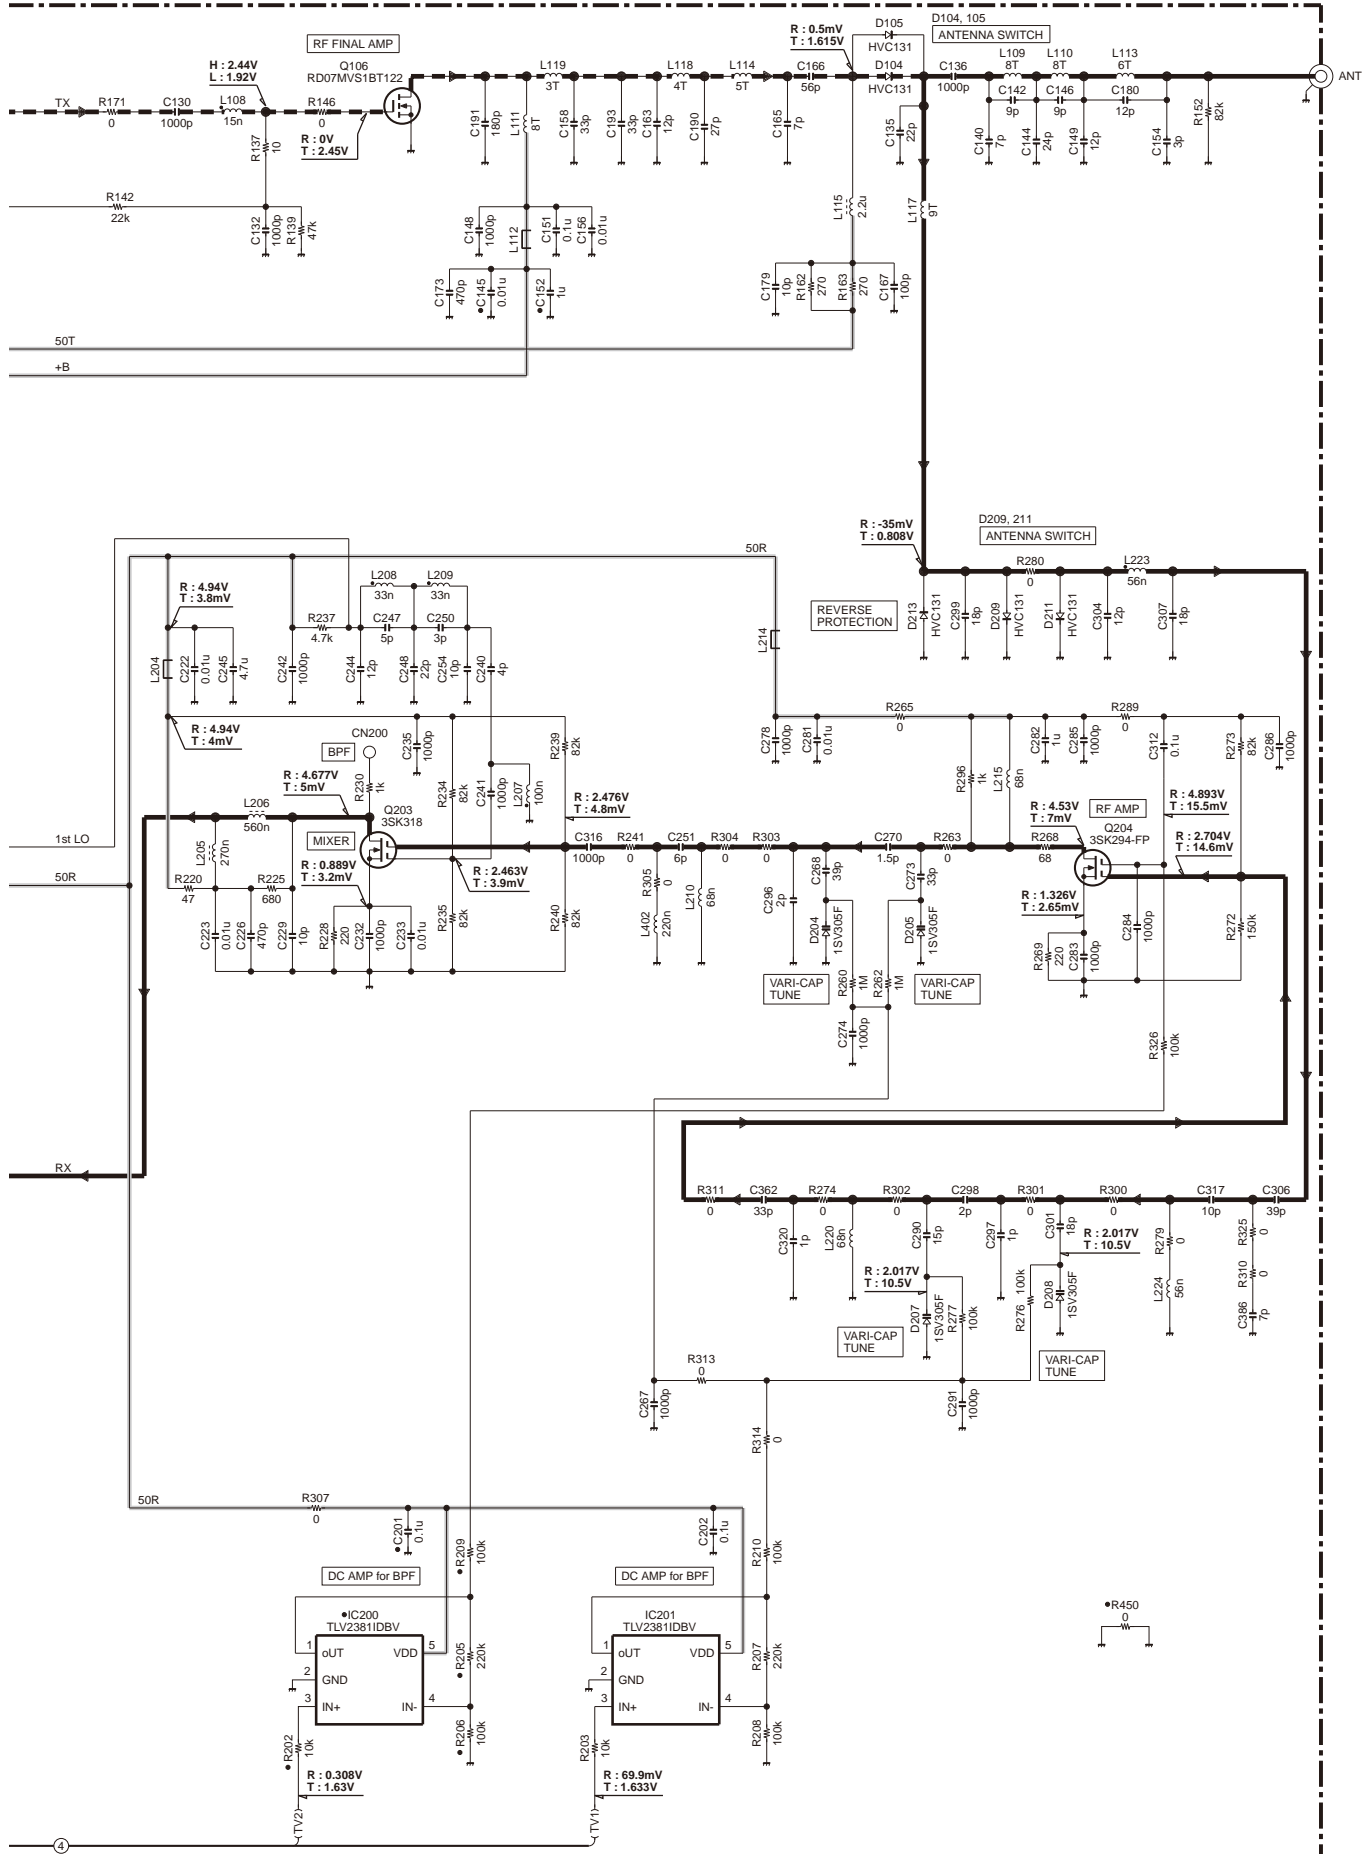 R : 0.5mV
T : 1.615V
D105
HVC131
D104, 105
ANTENNA SWITCH
RF FINAL AMP
Q106
RD07MVS1BT122
H : 2.44V
L : 1.92V
TX
R171
0
C130
1000p
L108
15n
R146
0
R137
10
R : 0V
T : 2.45V
C191
180p
L111
8T
L119
3T
C158
33p
C193
33p
L118
4T
C163
12p
C190
27p
L114
5T
C165
7p
C166
56p
D104
HVC131
C135
22p
C136
1000p
L109
8T
C142
9p
L110
8T
C146
9p
L113
6T
C180
12p
C140
7p
C144
24p
C149
12p
C154
3p
R152
82k
ANT
R142
22k
C132
1000p
R139
47k
C148
1000p
L112
C151
0.1u
C156
0.01u
C173
470p
C145
0.01u
C152
1u
L115
2.2u
L117
9T
C179
10p
R162
270
R163
270
C167
100p
50T
+B
R : -35mV
T : 0.808V
D209, 211
ANTENNA SWITCH
R280
0
L223
56n
REVERSE
PROTECTION
D213
HVC131
C299
18p
D209
HVC131
D211
HVC131
C304
12p
C307
18p
50R
R : 4.94V
T : 3.8mV
L208
33n
L209
33n
R237
4.7k
C247
5p
C250
3p
L204
C222
0.01u
C245
4.7u
C242
1000p
C244
12p
C248
22p
C254
10p
C240
4p
L214
R : 4.94V
T : 4mV
CN200
BPF
C235
1000p
R239
82k
R230
1k
R234
82k
C241
1000p
L207
100n
R : 4.677V
T : 5mV
Q203
3SK318
MIXER
R : 2.476V
T : 4.8mV
C278
1000p
C281
0.01u
R265
0
R296
1k
L215
68n
C282
1u
C285
1000p
R289
0
C312
0.1u
R273
82k
C286
1000p
L206
560n
1st LO
L205
270n
R : 0.889V
T : 3.2mV
R : 2.463V
T : 3.9mV
C316
1000p
R241
0
C251
6p
R304
0
R303
0
C270
1.5p
R263
0
R268
68
R : 4.53V
T : 7mV
RF AMP
Q204
3SK294-FP
R : 4.893V
T : 15.5mV
R : 2.704V
T : 14.6mV
50R
R220
47
R225
680
C223
0.01u
C226
470p
C229
10p
R228
220
C232
1000p
C233
0.01u
R235
82k
R240
82k
R305
0
L402
220n
L210
68n
C296
2p
C268
39p
C273
33p
D204
1SV305F
D205
1SV305F
R : 1.326V
T : 2.65mV
R269
220
C283
1000p
C284
1000p
R272
150k
VARI-CAP
TUNE
R260
1M
R262
1M
VARI-CAP
TUNE
C274
1000p
R326
100k
RX
R311
0
C362
33p
R274
0
R302
0
C298
2p
R301
0
R300
0
C317
10p
C306
39p
C320
1p
L220
68n
C290
15p
C297
1p
C301
18p
R279
0
R325
0
R : 2.017V
T : 10.5V
R : 2.017V
T : 10.5V
L224
56n
R310
0
C386
7p
D207
1SV305F
R277
100k
R276
100k
D208
1SV305F
VARI-CAP
TUNE
VARI-CAP
TUNE
R313
0
C267
1000p
C291
1000p
R314
0
50R
R307
0
C201
0.1u
R209
100k
C202
0.1u
R210
100k
DC AMP for BPF
DC AMP for BPF
IC200
TLV2381IDBV
IC201
TLV2381IDBV
1 oUT VDD 5
2 GND
3 IN+ IN- 4
1 oUT VDD 5
2 GND
3 IN+ IN- 4
R205
220k
R207
220k
R206
100k
R208
100k
R202
10k
R203
10k
R : 0.308V
T : 1.63V
R : 69.9mV
T : 1.633V
TV2
TV1
4
R450
0